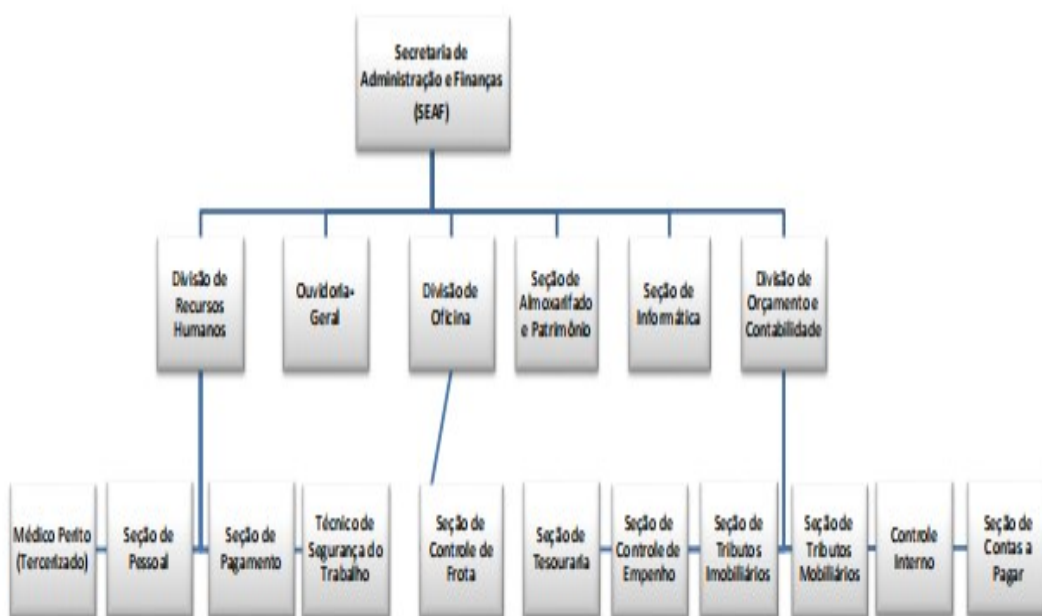 Secretaria de
Administração e Finanças
(SEAF)
Divisão de
Recursos
Humanos
Ouvidoria-
Geral
Divisão de
Oficina
Seção de
Almoxarifado
e Patrimônio
Seção de
Informática
Divisão de
Orçamento e
Contabilidade
Médico Perito
(Tercerizado)
Seção de
Pessoal
Seção de
Pagamento
Técnico de
Segurança do
Trabalho
Seção de
Controle de
Frota
Seção de
Tesouraria
Seção de
Controle de
Empenho
Seção de
Tributos
Imobiliários
Seção de
Tributos
Mobiliários
Controle
Interno
Seção de
Contas a
Pagar